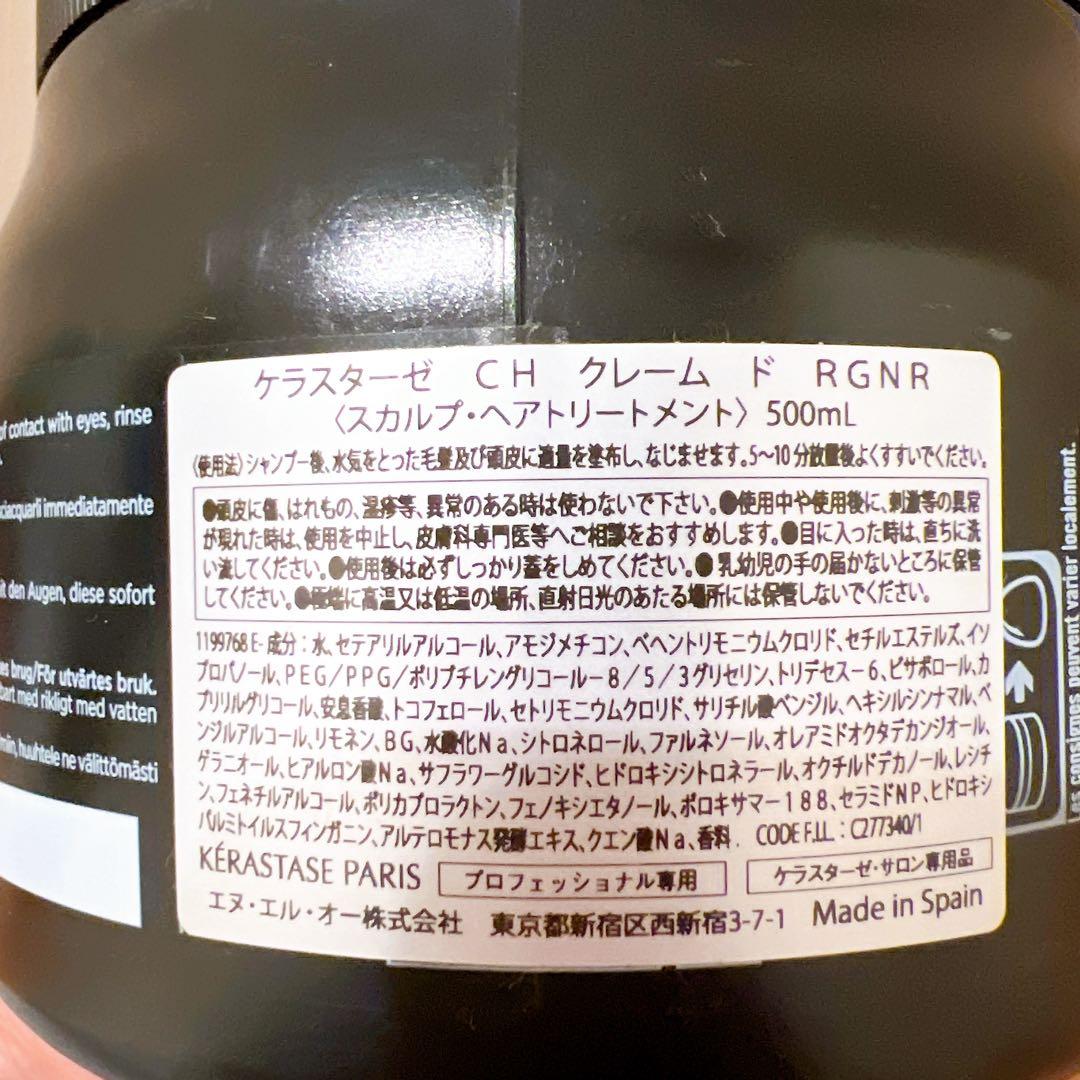 ケラスターゼ CH クレーム ド RGNR
〈スカルプ・ヘアトリートメント〉500mL
〈使用法〉シャンプー後、水気をとった毛髪及び頭皮に適量を塗布し、なじませます。5〜10分放置後よくすすいでください。
●頭皮に傷、はれもの、湿疹等、異常のある時は使わないで下さい。●使用中や使用後に、刺激等の異常
が現れた時は、使用を中止し、皮膚科専門医等へご相談をおすすめします。●目に入った時は、直ちに洗
い流してください。●使用後は必ずしっかり蓋をしめてください。●乳幼児の手の届かないところに保管
してください。●極端に高温又は低温の場所、直射日光のあたる場所には保管しないでください。
1199768 E - 成分：水、セテアリルアルコール、アモジメチコン、ベヘントリモニウムクロリド、セチルエステルズ、イソ
プロパノール、PEG/PPG/ポリブチレングリコール-8/5/3グリセリン、トリデセス-6、ビサボロール、カ
プリリルグリコール、安息香酸、トコフェロール、セトリモニウムクロリド、サリチル酸ベンジル、ヘキシルシンナマル、ベ
ンジルアルコール、リモネン、BG、水酸化Na、シトロネロール、ファルネソール、オレアミドオクタデカンジオール、
ゲラニオール、ヒアルロン酸Na、サフラワーグルコシド、ヒドロキシシトロネラール、オクチルドデカノール、レシチ
ン、フェネチルアルコール、ポリカプロラクトン、フェノキシエタノール、ポロキサマー188、セラミドNP、ヒドロキシ
パルミトイルスフィンガニン、アルテロモナス発酵エキス、クエン酸Na、香料. CODE F.I.L.: C277340/1
KÉRASTASE PARIS プロフェッショナル専用 ケラスターゼ・サロン専用品
エヌ・エル・オー株式会社 東京都新宿区西新宿3-7-1 Made in Spain
of contact with eyes, rinse
sciacquarli immediatamente
it den Augen, diese sofort
es brug/För utvärtes bruk.
bart med rikligt med vatten
miin, huuhtele ne välittömästi
es consignes peuvent varier localement.